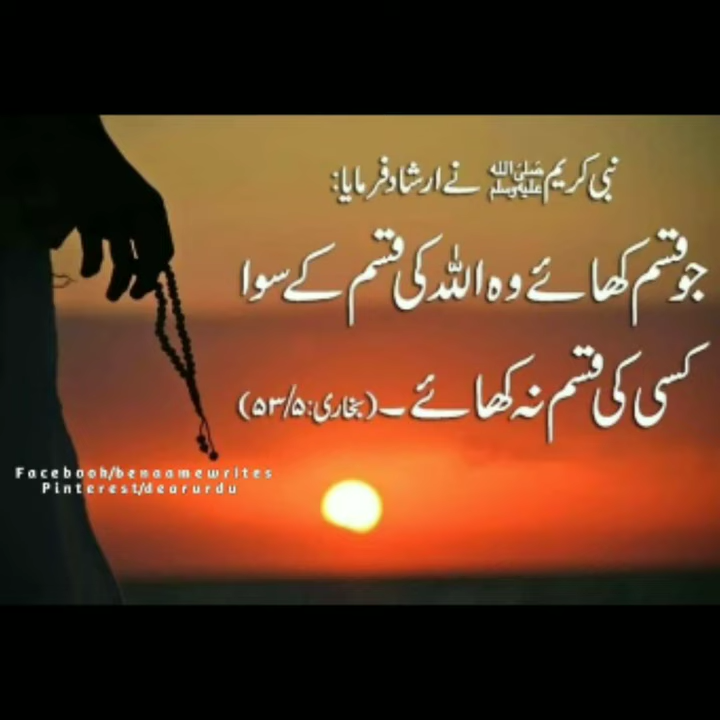 نبی کریم ﷺ نے ارشاد فرمایا:
جو قسم کھائے وہ اللہ کی قسم کے سوا
کسی کی قسم نہ کھائے۔ (بخاری: ۵۳/۵)
Facebook/benaamewrites
Pinterest/dearurdu